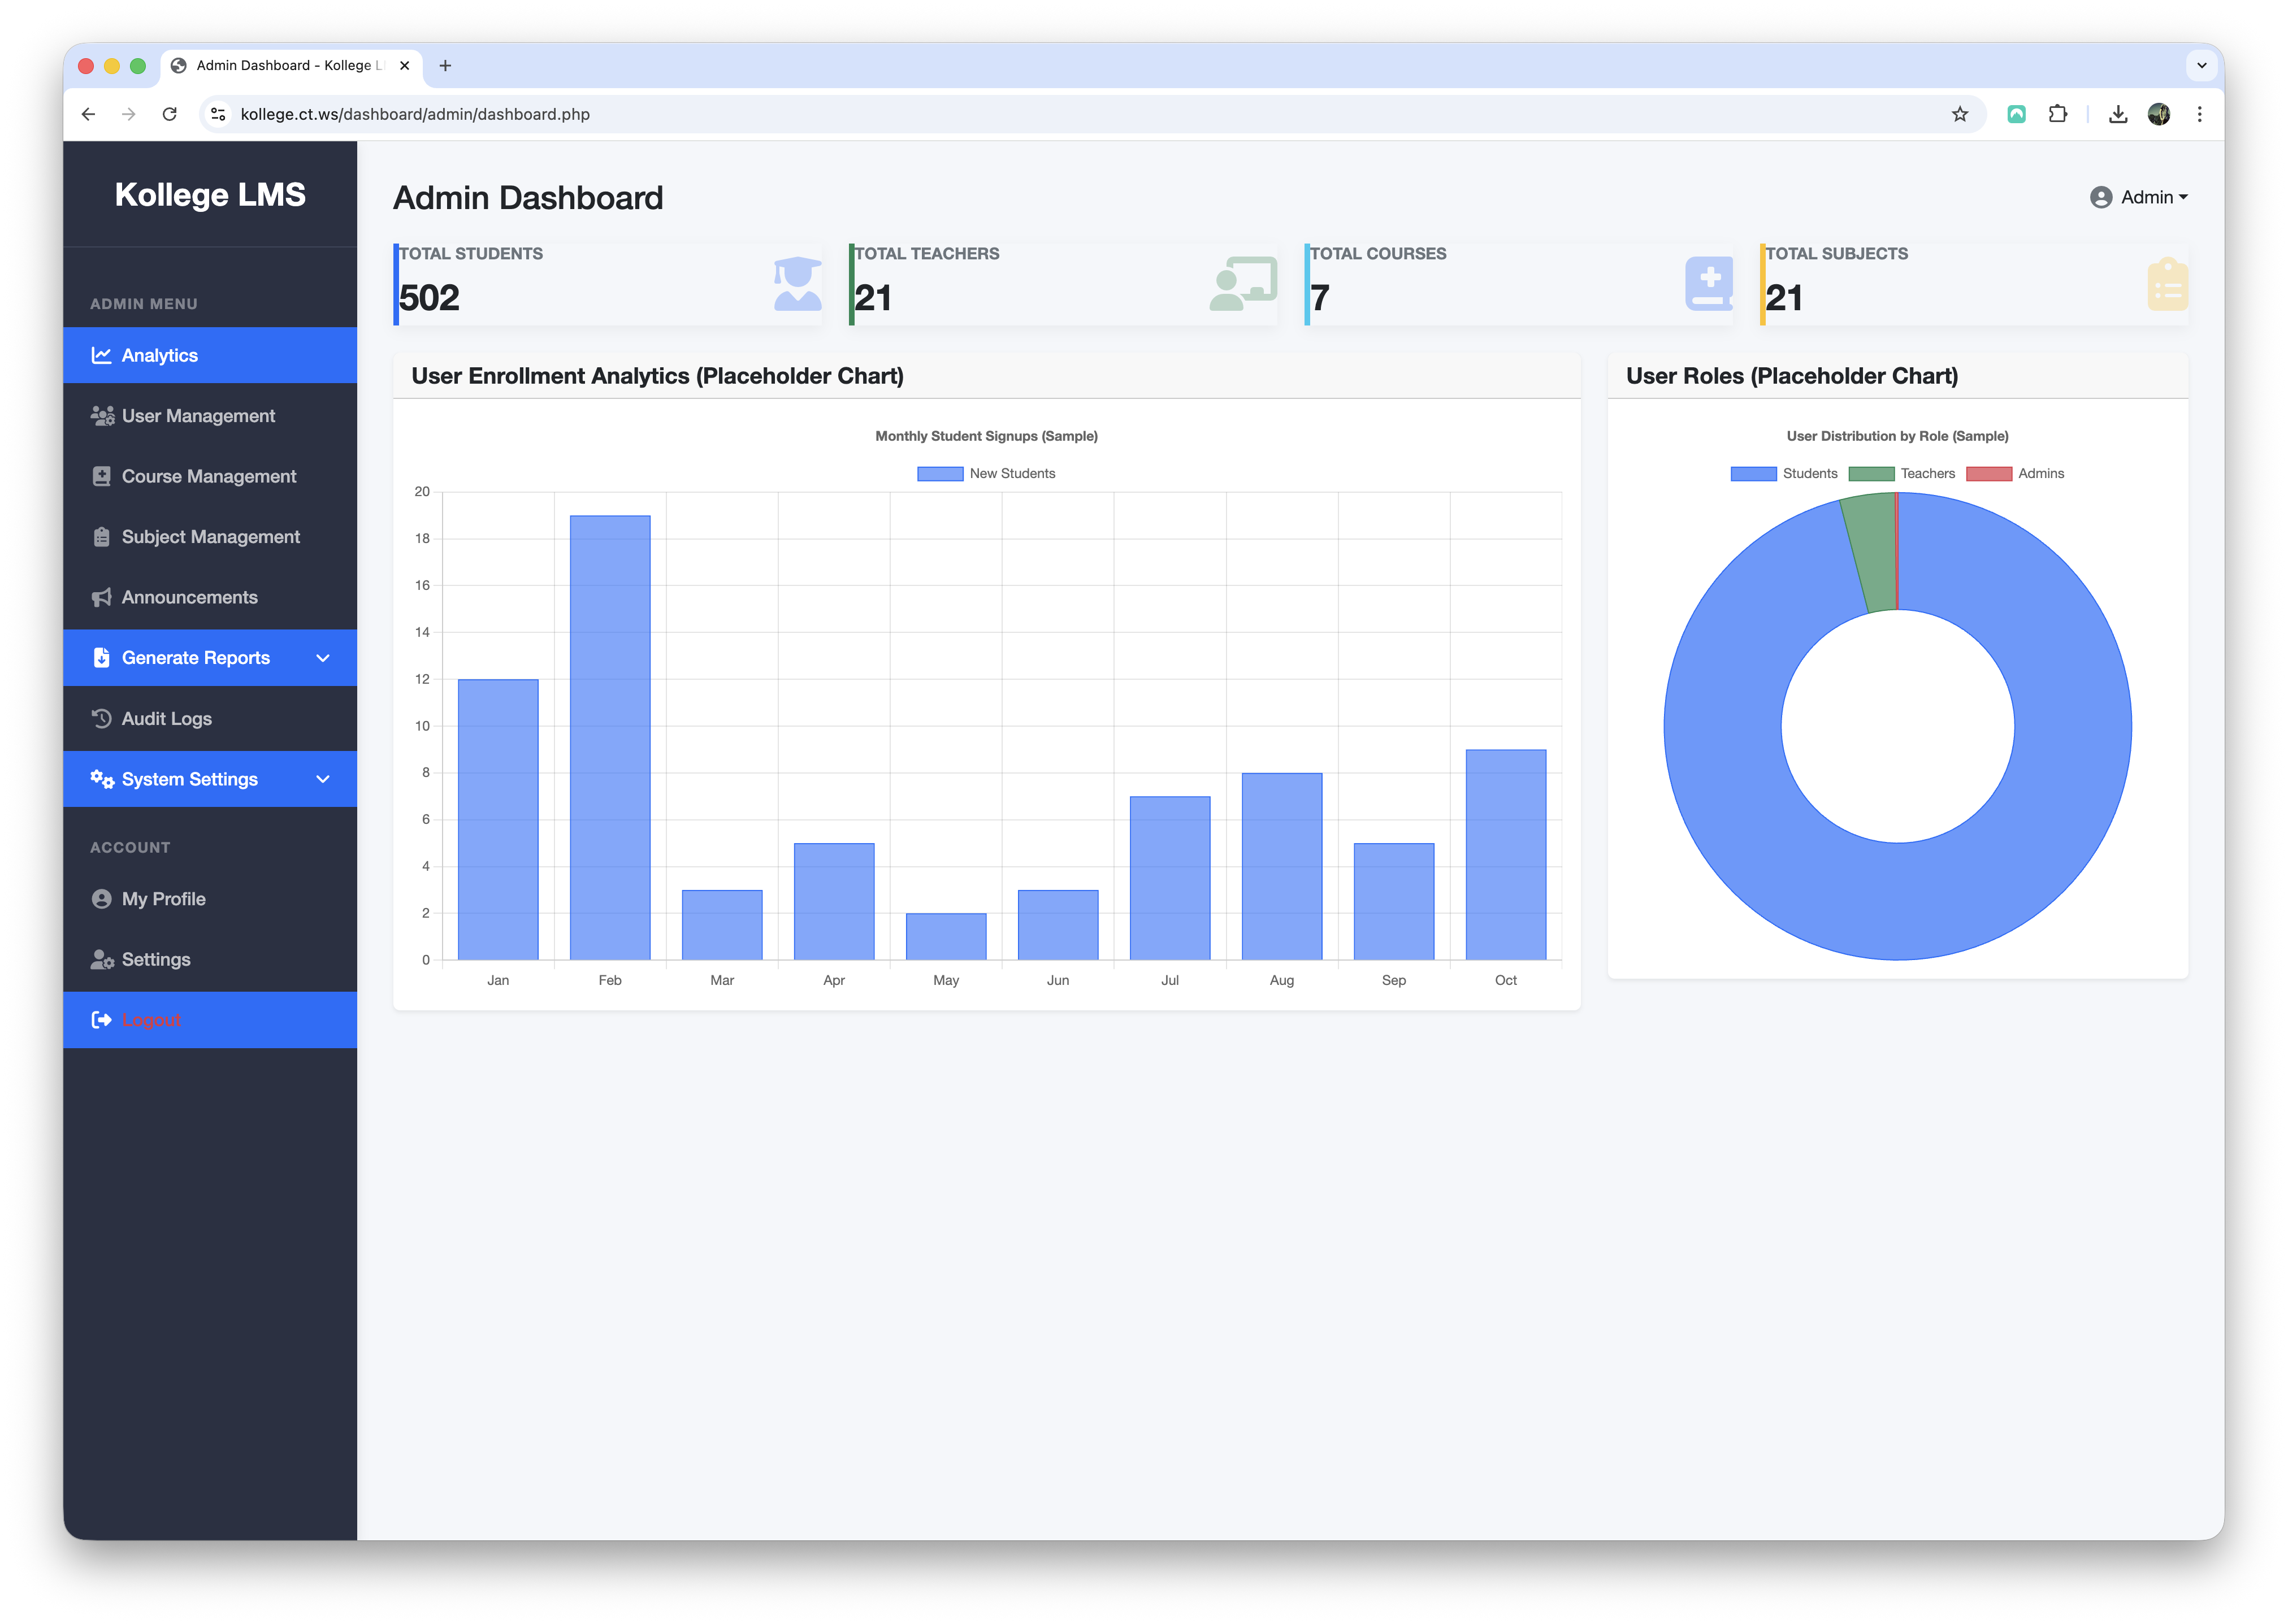 Admin Dashboard - Kollege L
kollege.ct.ws/dashboard/admin/dashboard.php
Kollege LMS
ADMIN MENU
Analytics
User Management
Course Management
Subject Management
Announcements
Generate Reports
Audit Logs
System Settings
ACCOUNT
My Profile
Settings
Logout
Admin Dashboard
Admin
TOTAL STUDENTS
502
TOTAL TEACHERS
21
TOTAL COURSES
7
TOTAL SUBJECTS
21
User Enrollment Analytics (Placeholder Chart)
Monthly Student Signups (Sample)
New Students
20
18
16
14
12
10
8
6
4
2
0
Jan Feb Mar Apr May Jun Jul Aug Sep Oct
User Roles (Placeholder Chart)
User Distribution by Role (Sample)
Students Teachers Admins